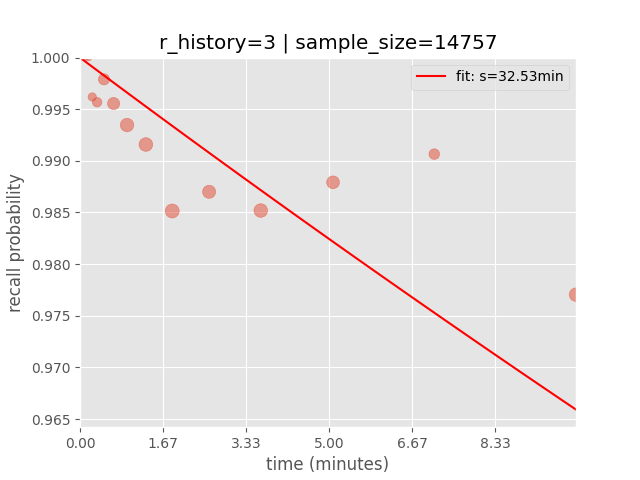 r_history=3 | sample_size=14757
fit: s=32.53min
recall probability
1.000
0.995
0.990
0.985
0.980
0.975
0.970
0.965
0.00 1.67 3.33 5.00 6.67 8.33
time (minutes)